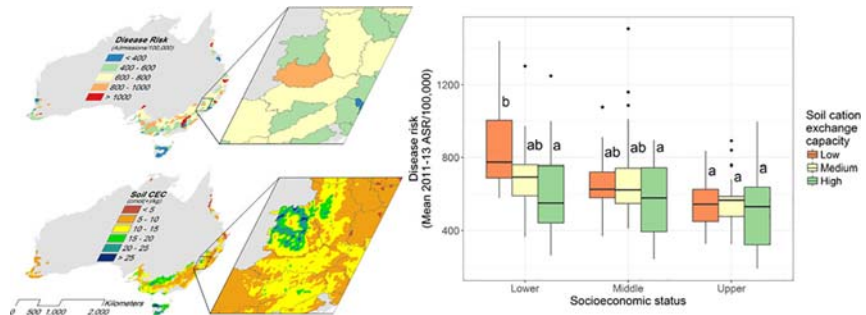 Disease Risk
(Admissions/100,000)
< 400
400 - 600
600 - 800
800 - 1000
> 1000
Soil CEC
(cmol(+)/kg)
< 5
5 - 10
10 - 15
15 - 20
20 - 25
> 25
Kilometers
0 500 1,000 2,000
Disease risk
(Mean 2011-13 ASR/100,000)
1200
800
400
b ab a ab ab a a a a
Lower Middle Upper
Socioeconomic status
Soil cation
exchange
capacity
Low
Medium
High